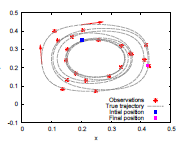 0.5
0.4
0.3
0.2
0.1
0
-0.1
Observations
True trajectory
Initial position
Final position
0 0.1 0.2 0.3 0.4 0.5
x